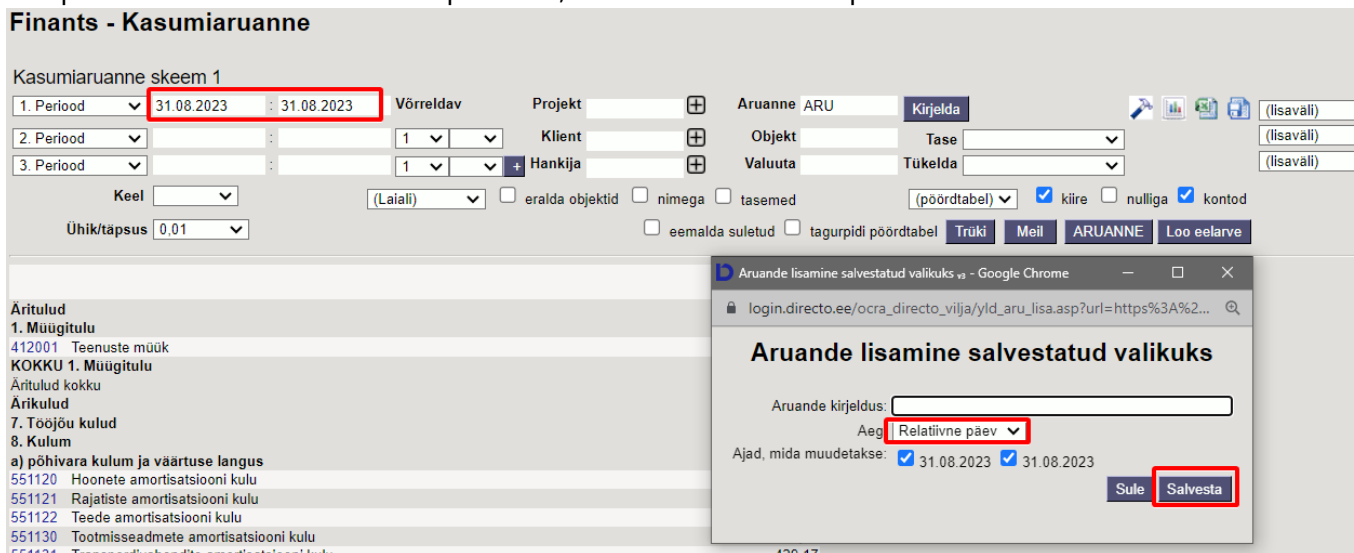 Finants - Kasumiaruanne
Kasumiaruanne skeem 1
1. Periood 31.08.2023 : 31.08.2023 Võrreldav Projekt Aruanne ARU Kirjelda (lisaväli)
2. Periood : 1 Klient Objekt Tase (lisaväli)
3. Periood : 1 + Hankija Valuuta Tükelda (lisaväli)
Keel (Laiali) eralda objektid nimega tasemed (pöördtabel) kiire nulliga kontod
Ühik/täpsus 0,01 eemalda suletud tagurpidi pöördtabel Trüki Meil ARUANNE Loo eelarve
Äritulud
1. Müügitulu
412001 Teenuste müük
KOKKU 1. Müügitulu
Äritulud kokku
Ärikulud
7. Tööjõu kulud
8. Kulum
a) põhivara kulum ja väärtuse langus
551120 Hoonete amortisatsiooni kulu
551121 Rajatiste amortisatsiooni kulu
551122 Teede amortisatsiooni kulu
551130 Tootmisseadmete amortisatsiooni kulu
Aruande lisamine salvestatud valikuks v3 - Google Chrome
login.directo.ee/ocra_directo_vilja/yld_aru_lisa.asp?url=https%3A%2...
Aruande lisamine salvestatud valikuks
Aruande kirjeldus:
Aeg Relatiivne päev
Ajad, mida muudetakse: 31.08.2023 31.08.2023
Sule Salvesta